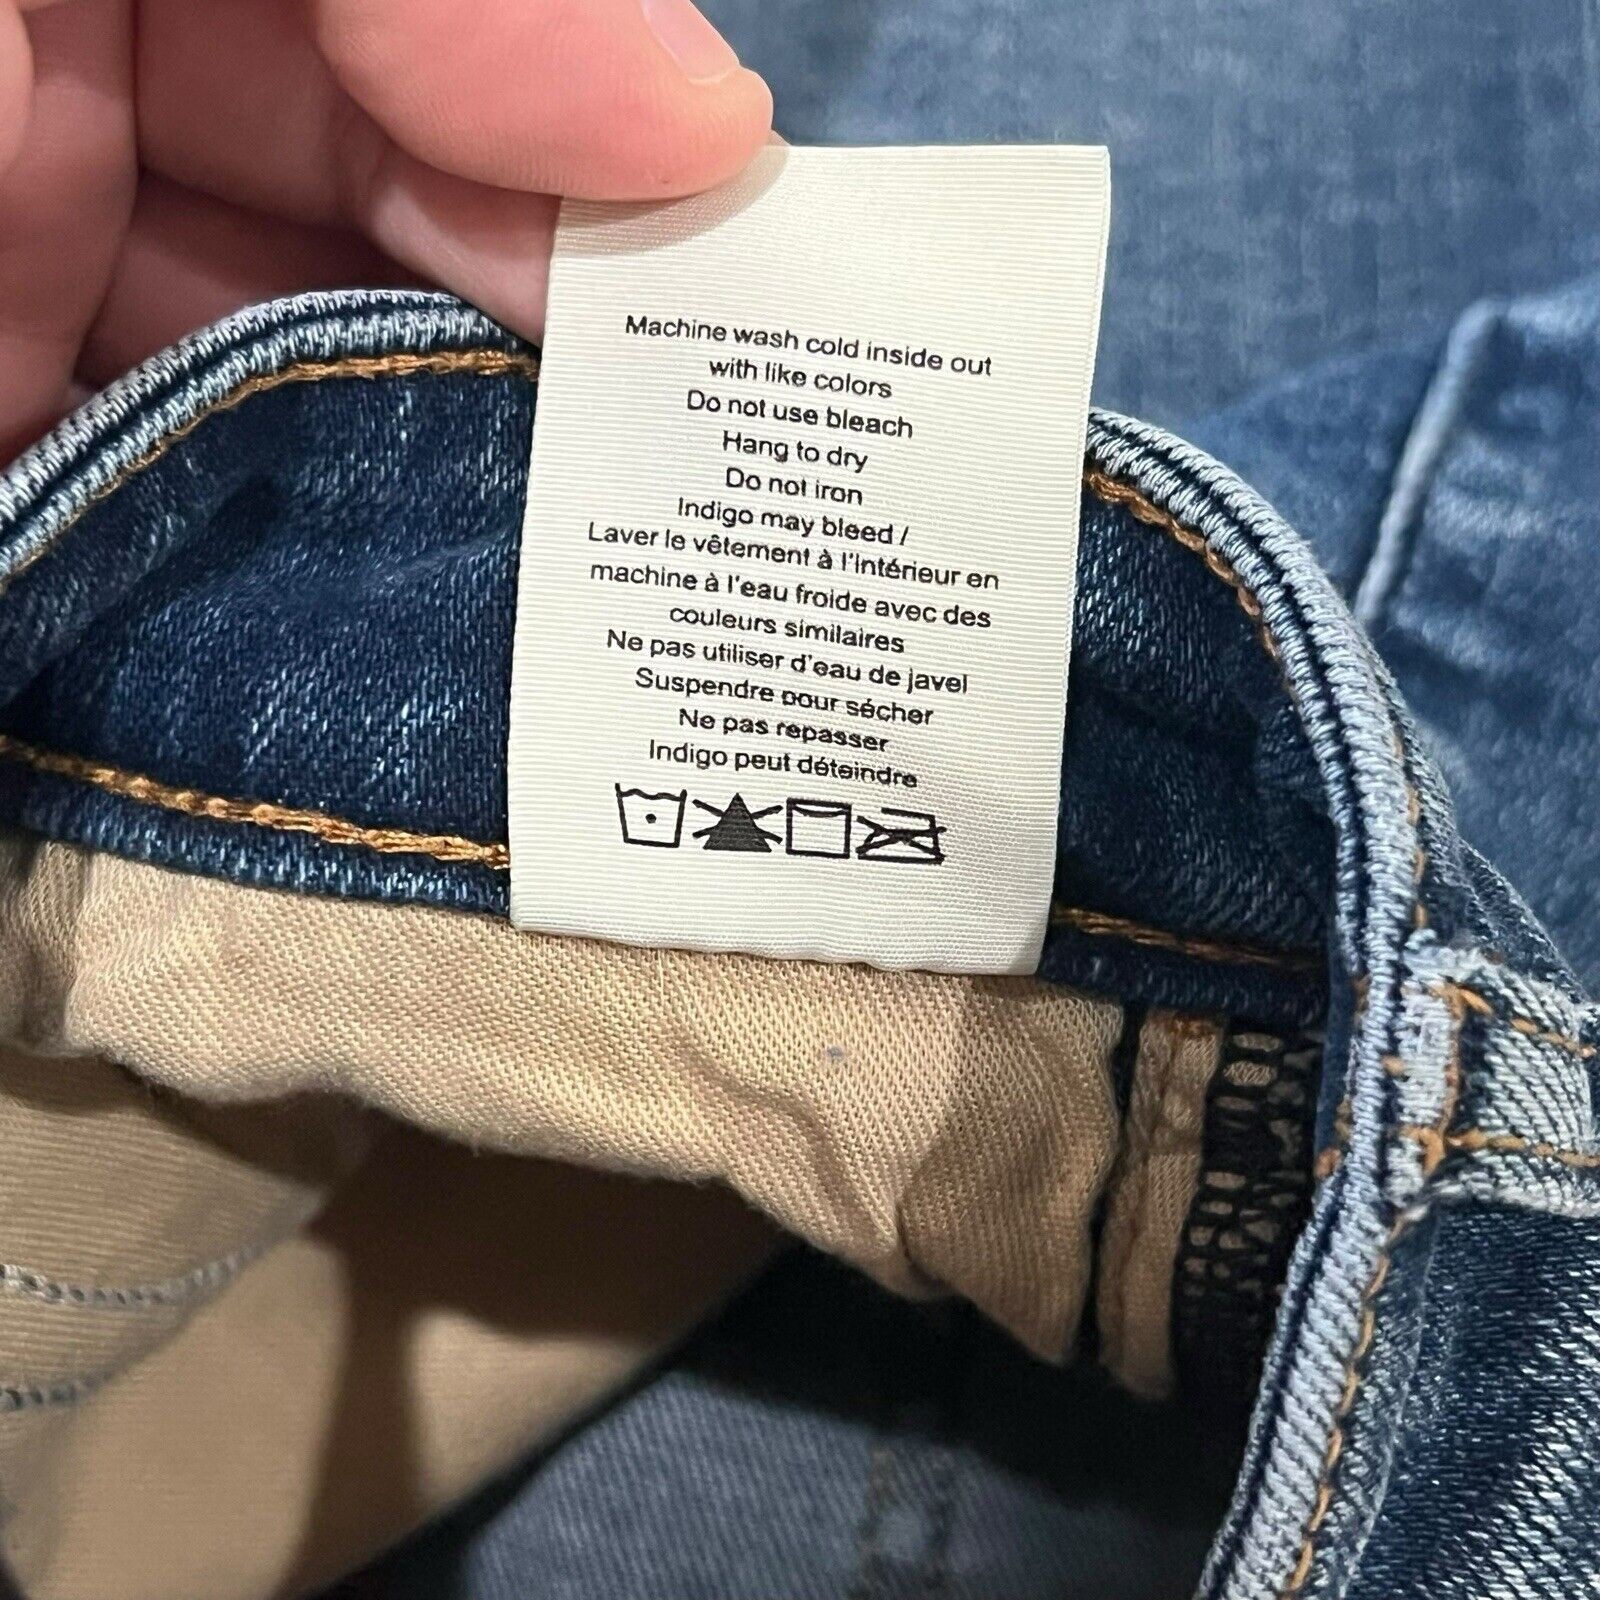 Machine wash cold inside out
with like colors
Do not use bleach
Hang to dry
Do not iron
Indigo may bleed /
Laver le vêtement à l'intérieur en
machine à l'eau froide avec des
couleurs similaires
Ne pas utiliser d'eau de javel
Suspendre pour sécher
Ne pas repasser
Indigo peut déteindre